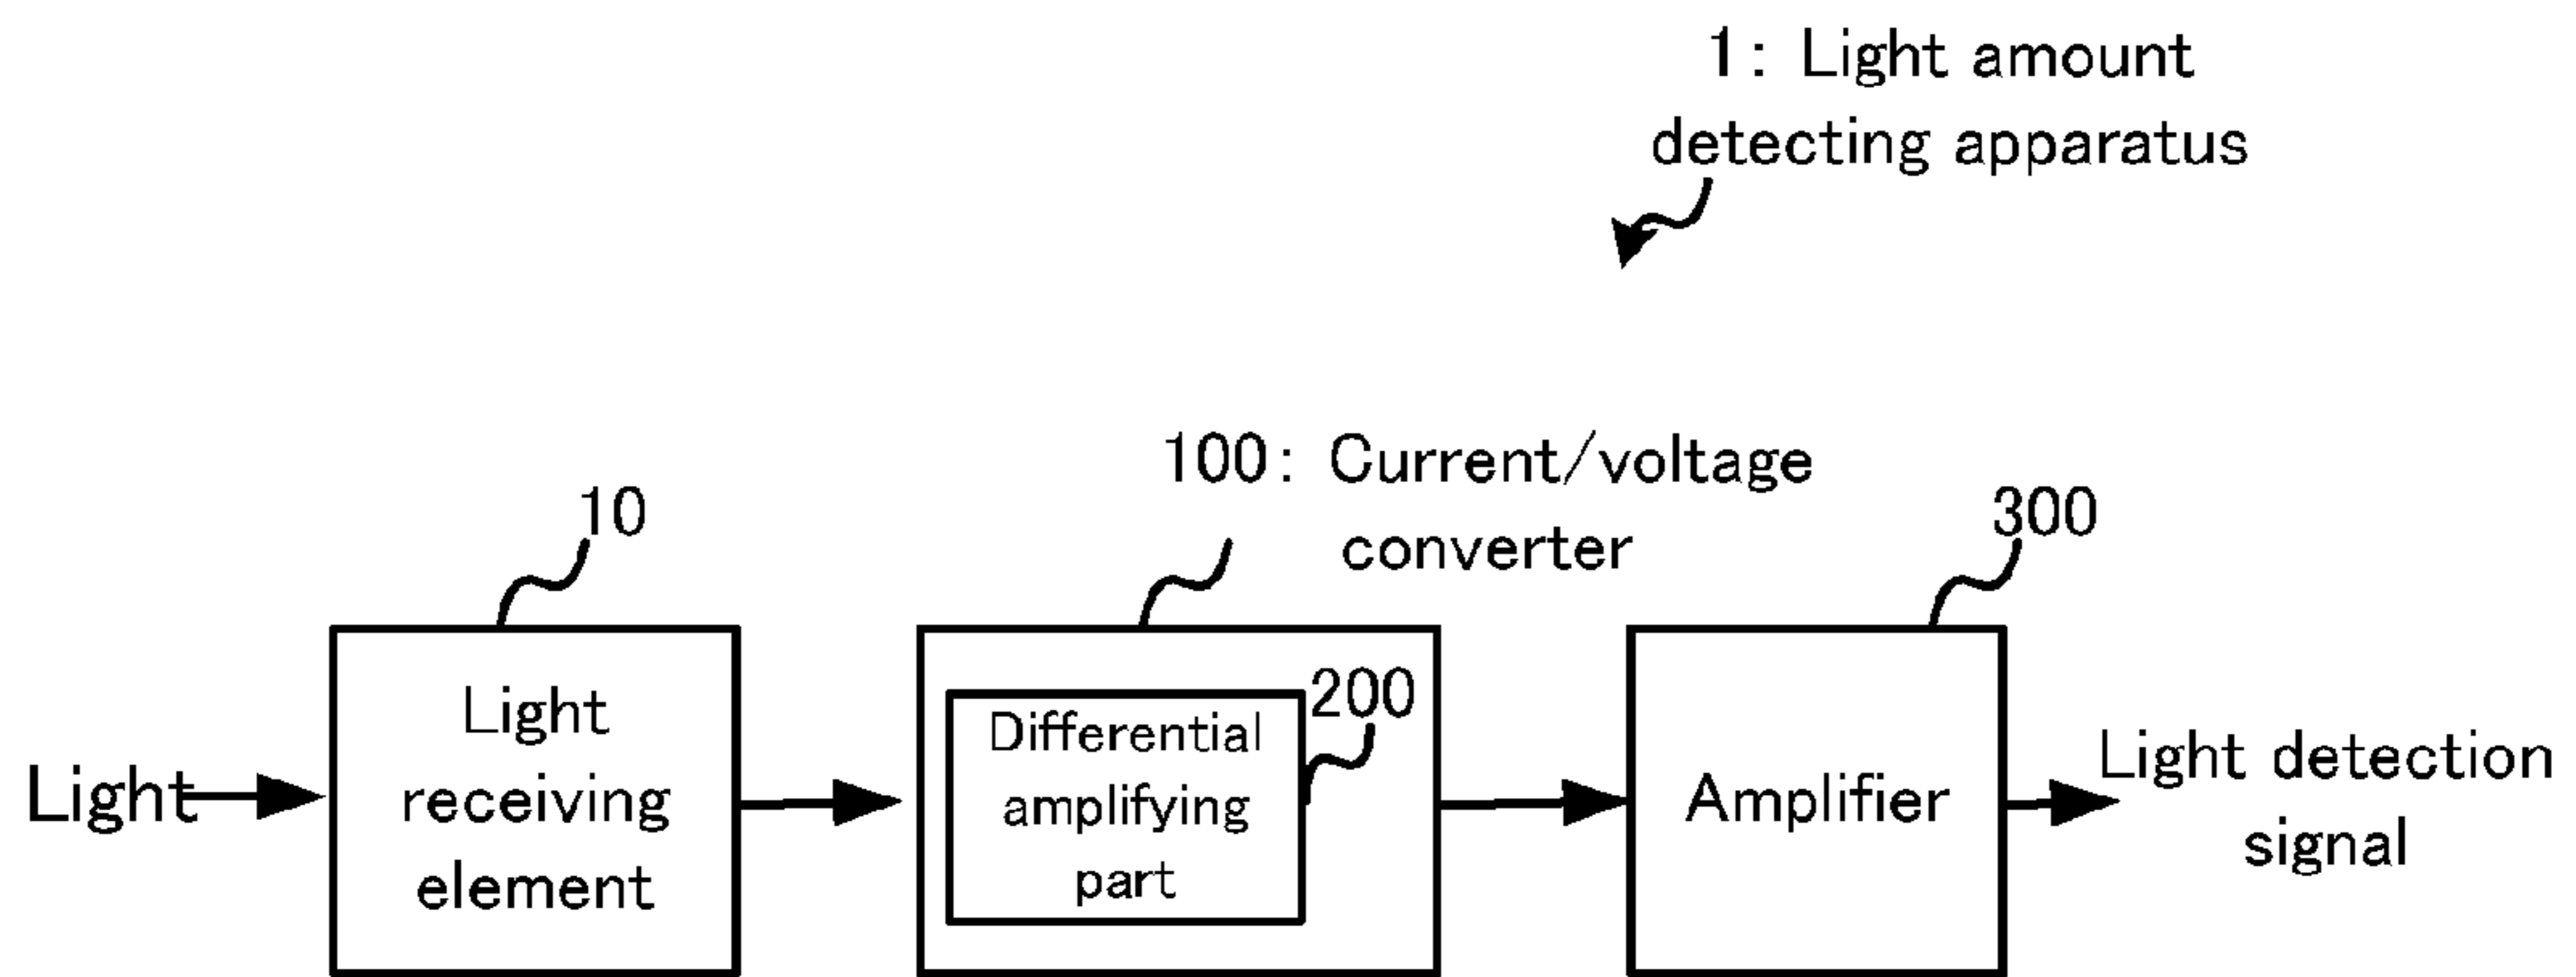 1: Light amount
detecting apparatus
100: Current/voltage
converter
10
300
200
Light
Light
receiving
element
Differential
amplifying
part
Amplifier
Light detection
signal